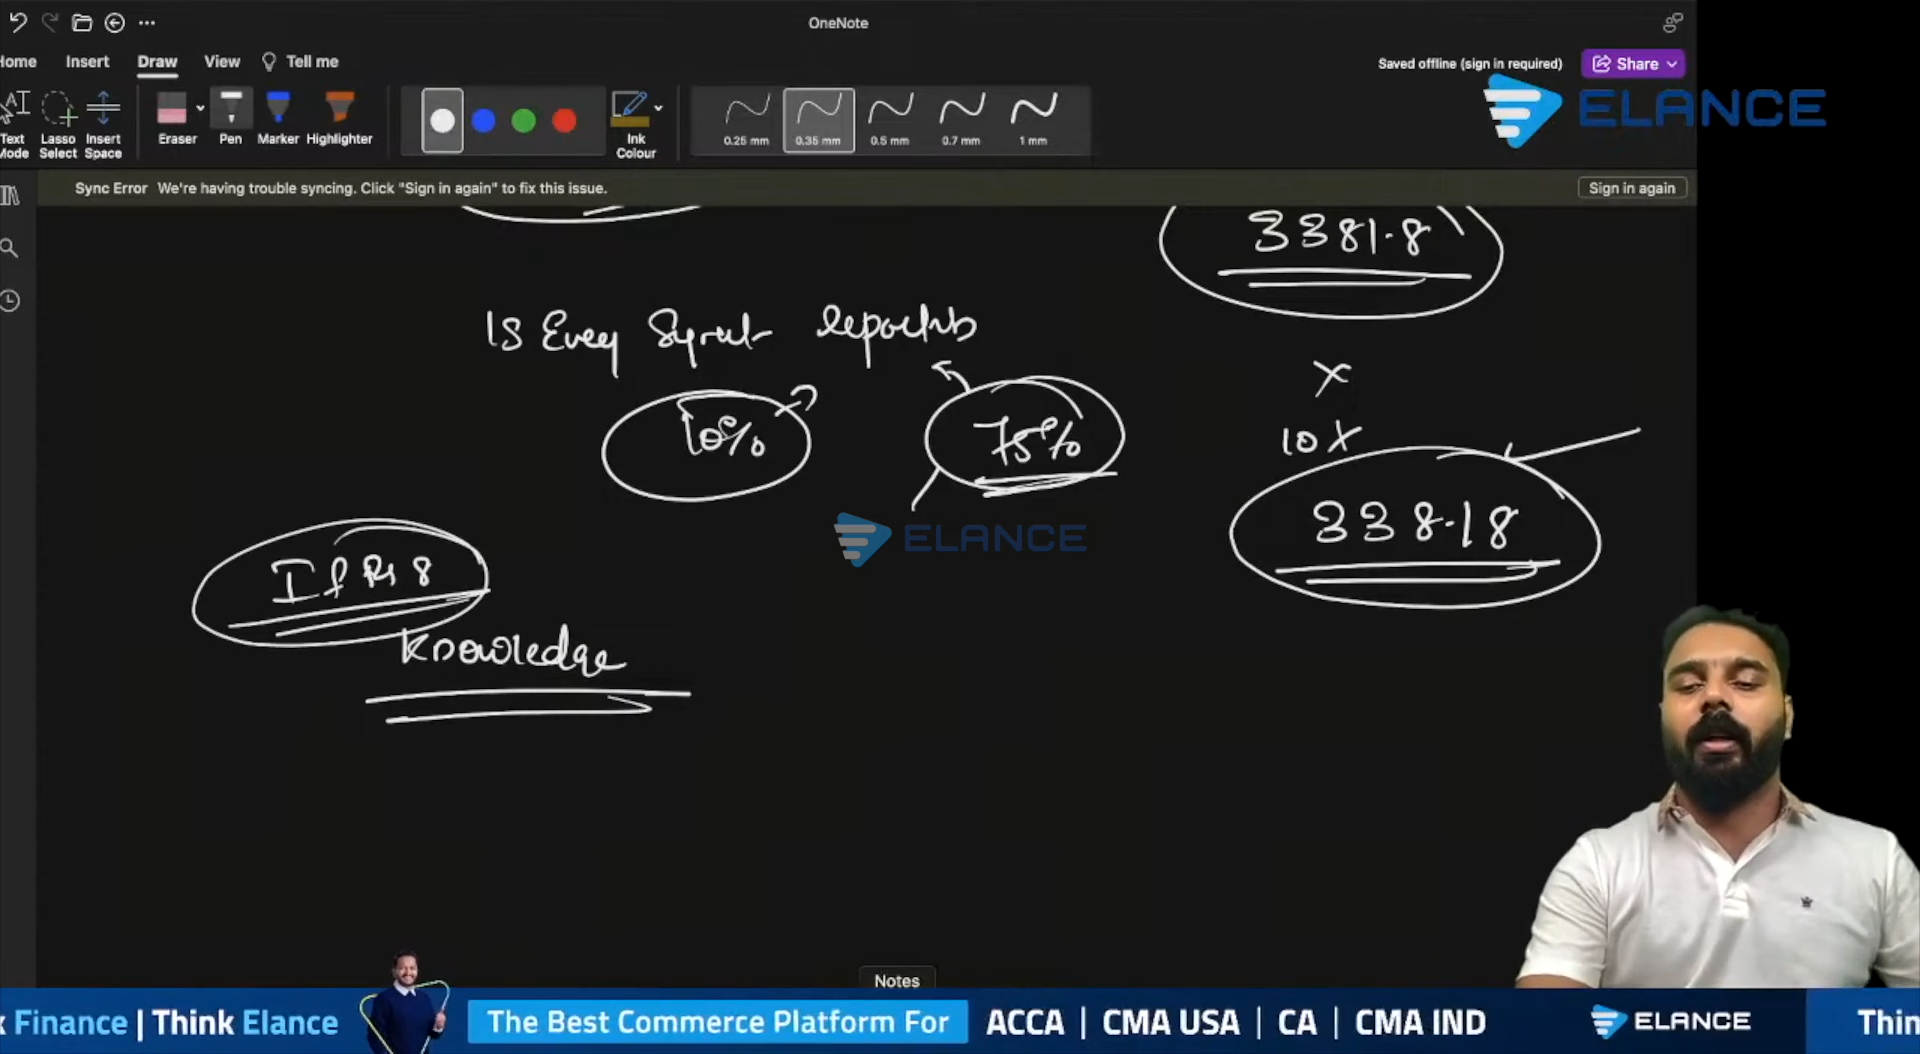 OneNote
Home Insert Draw View Tell me
Saved offline (sign in required)
Share
ELANCE
Text Mode
Lasso Select
Insert Space
Eraser
Pen
Marker
Highlighter
Ink Colour
0.25 mm
0.35 mm
0.5 mm
0.7 mm
1 mm
Sync Error We're having trouble syncing. Click "Sign in again" to fix this issue.
Sign in again
3381.8
Is Every
10%
75%
X
10 X
338.18
ELANCE
8
Knowledge
Notes
Finance | Think Elance
The Best Commerce Platform For
ACCA | CMA USA | CA | CMA IND
ELANCE
Thin